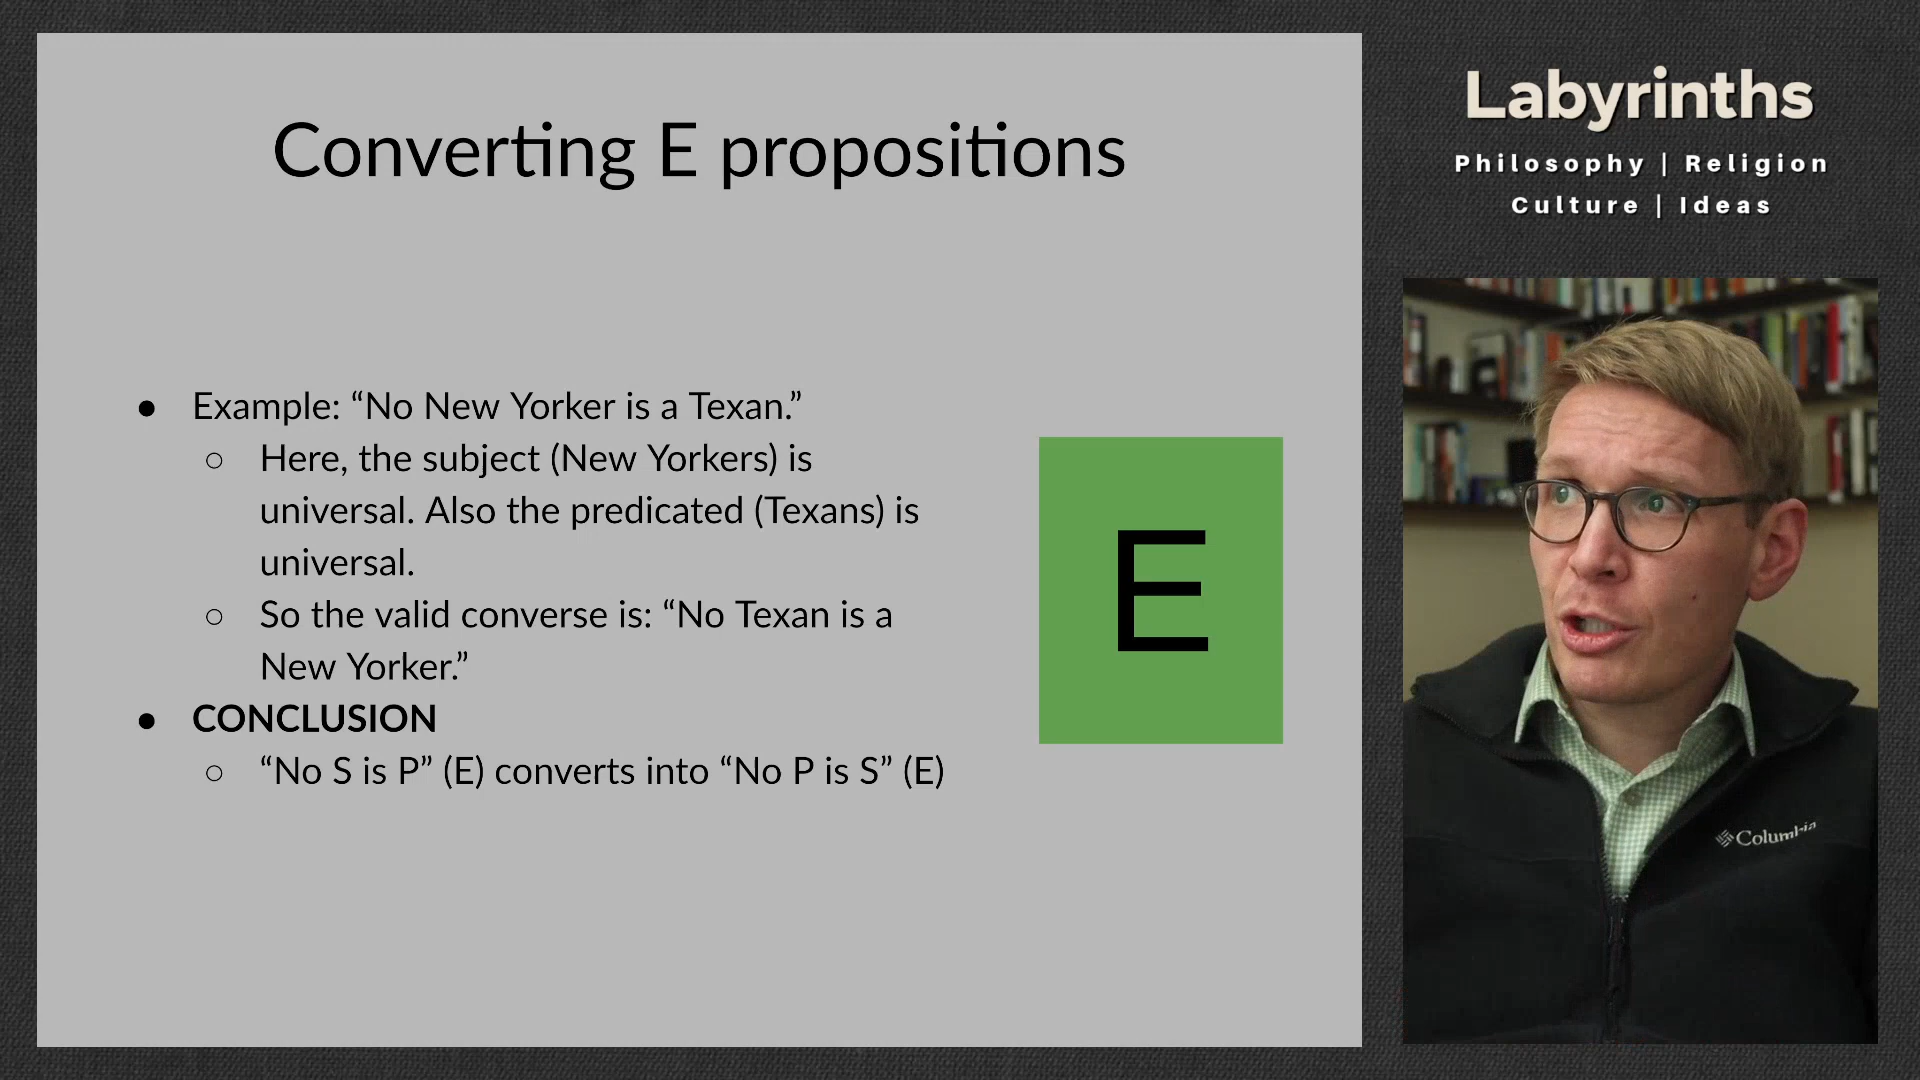 Converting E propositions
● Example: “No New Yorker is a Texan.”
○ Here, the subject (New Yorkers) is
universal. Also the predicated (Texans) is
universal.
○ So the valid converse is: “No Texan is a
New Yorker.”
● CONCLUSION
○ “No S is P” (E) converts into “No P is S” (E)
E
Labyrinths
Philosophy | Religion
Culture | Ideas
Columbia